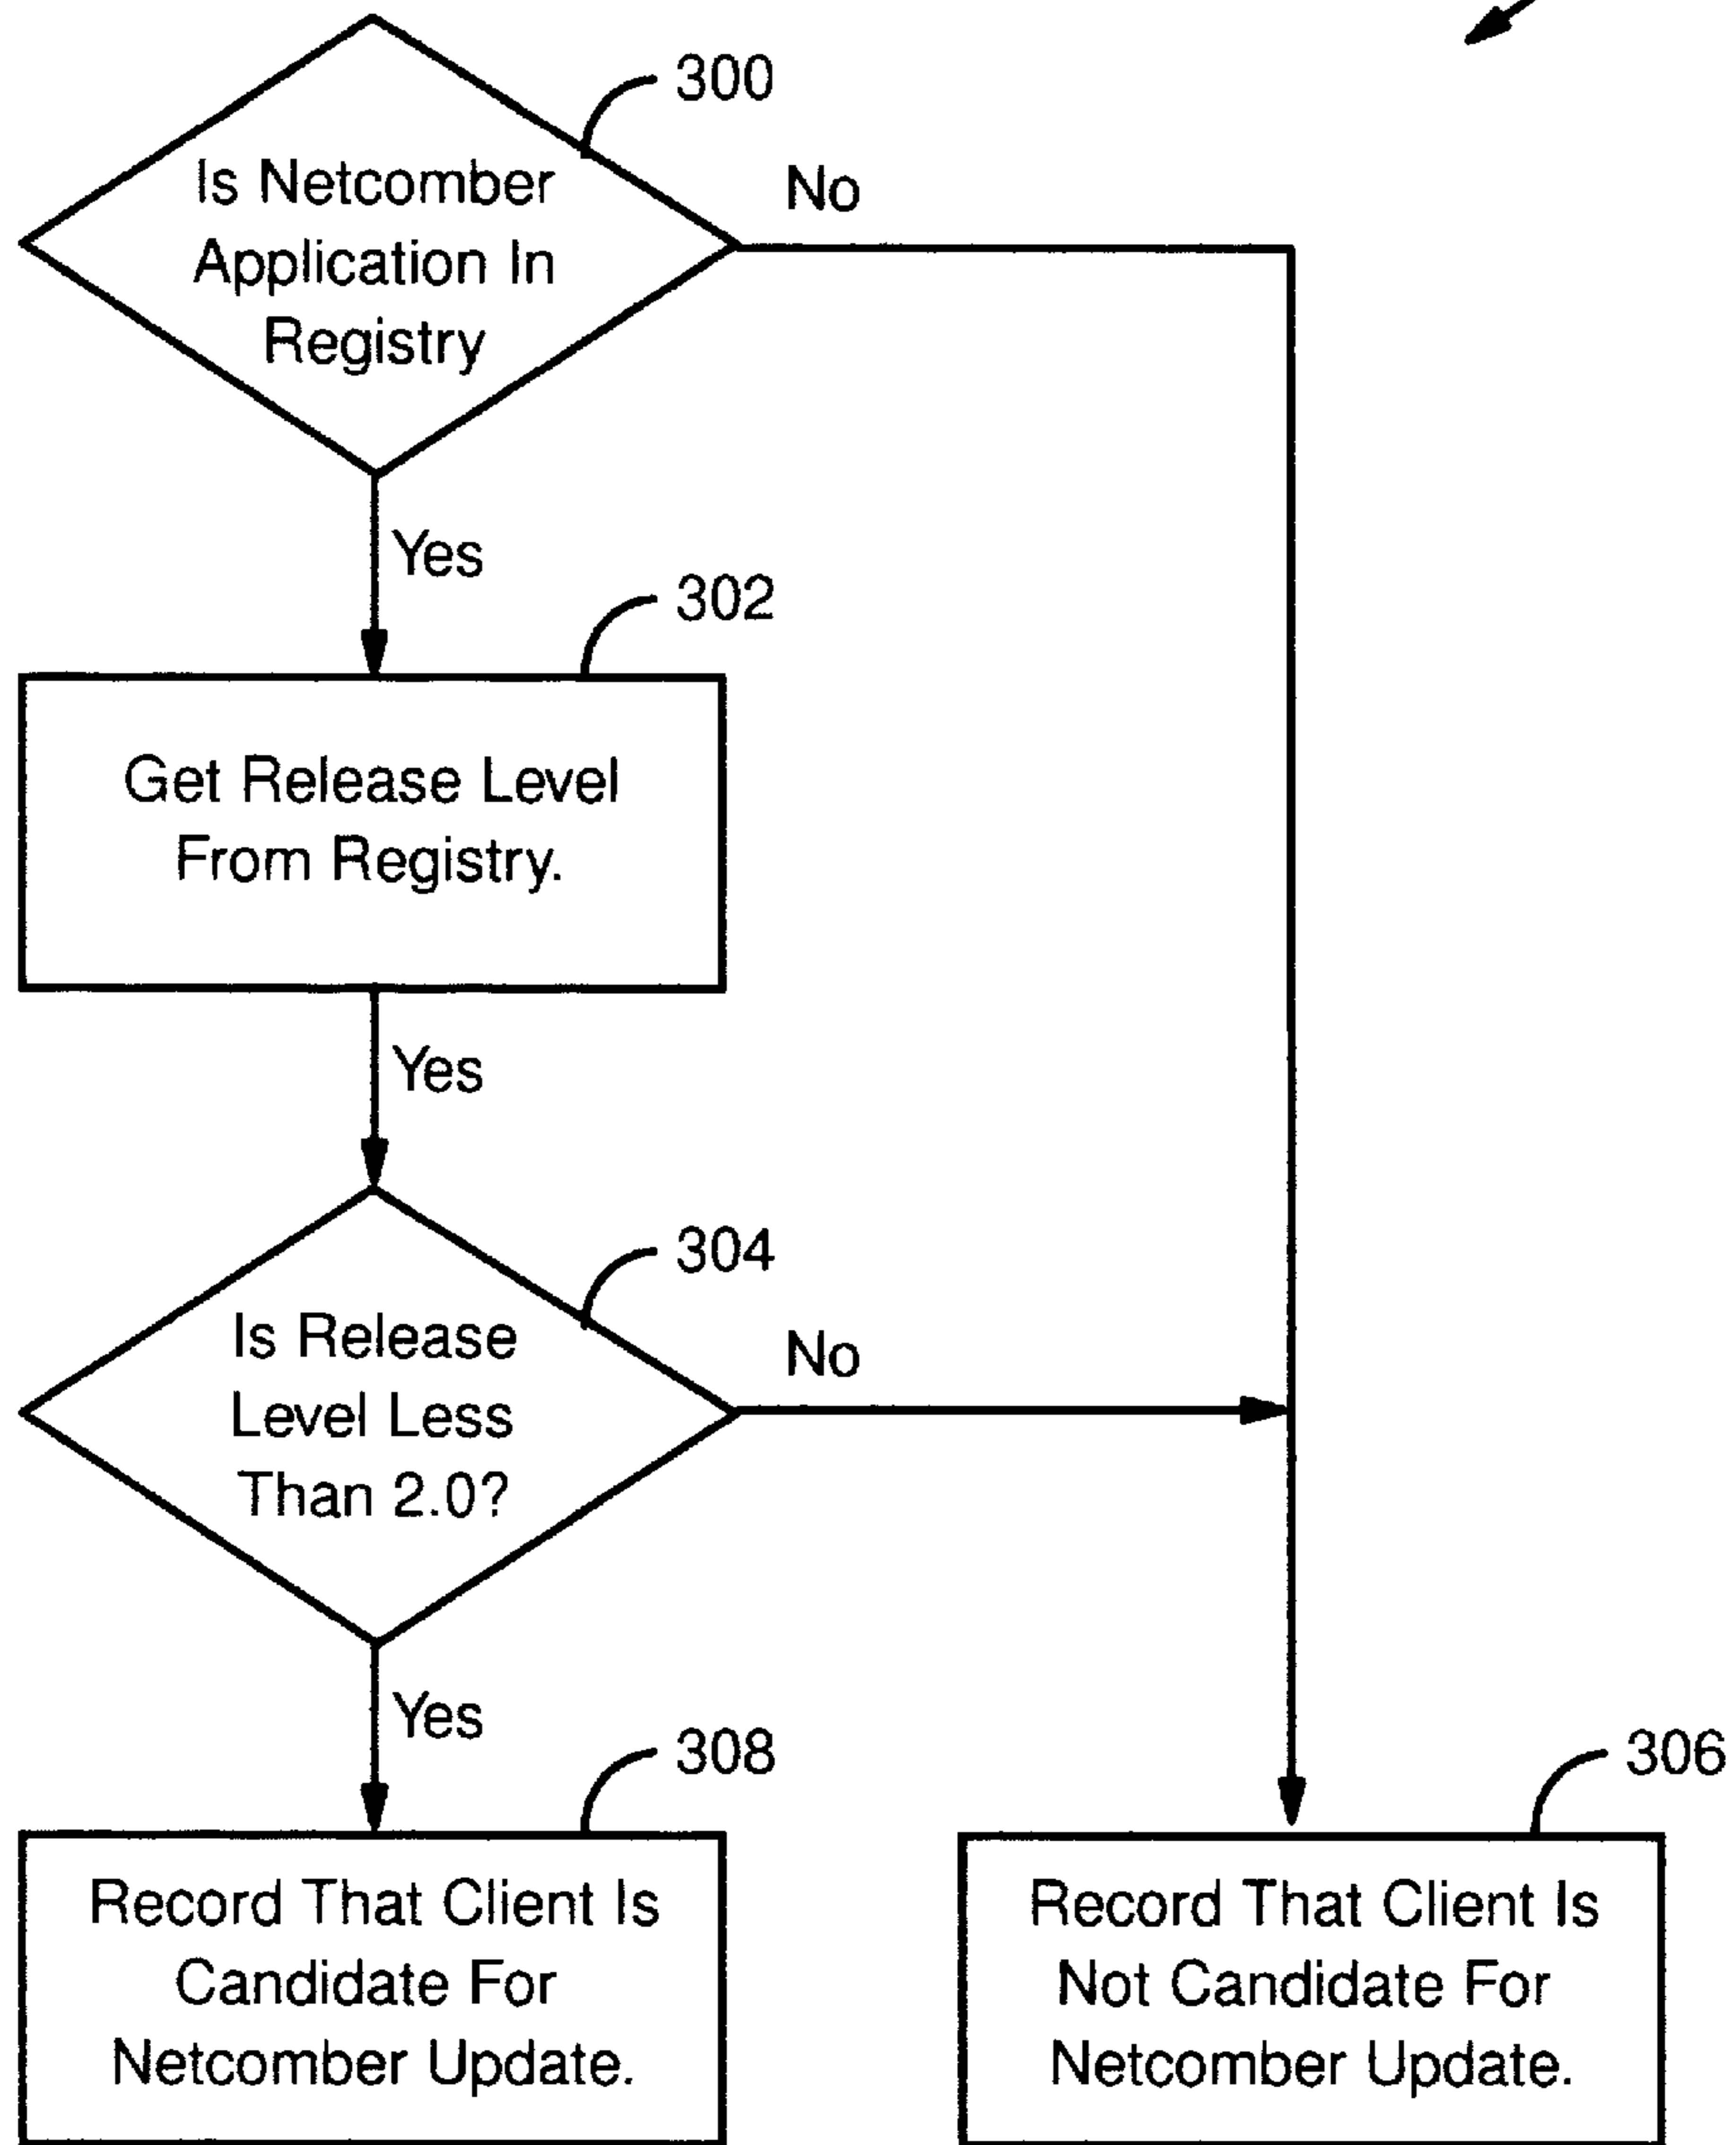 300
Is Netcomber
Application In
Registry
No
Yes
302
Get Release Level
From Registry.
Yes
304
Is Release
Level Less
Than 2.0?
No
Yes
308
Record That Client Is
Candidate For
Netcomber Update.
306
Record That Client Is
Not Candidate For
Netcomber Update.